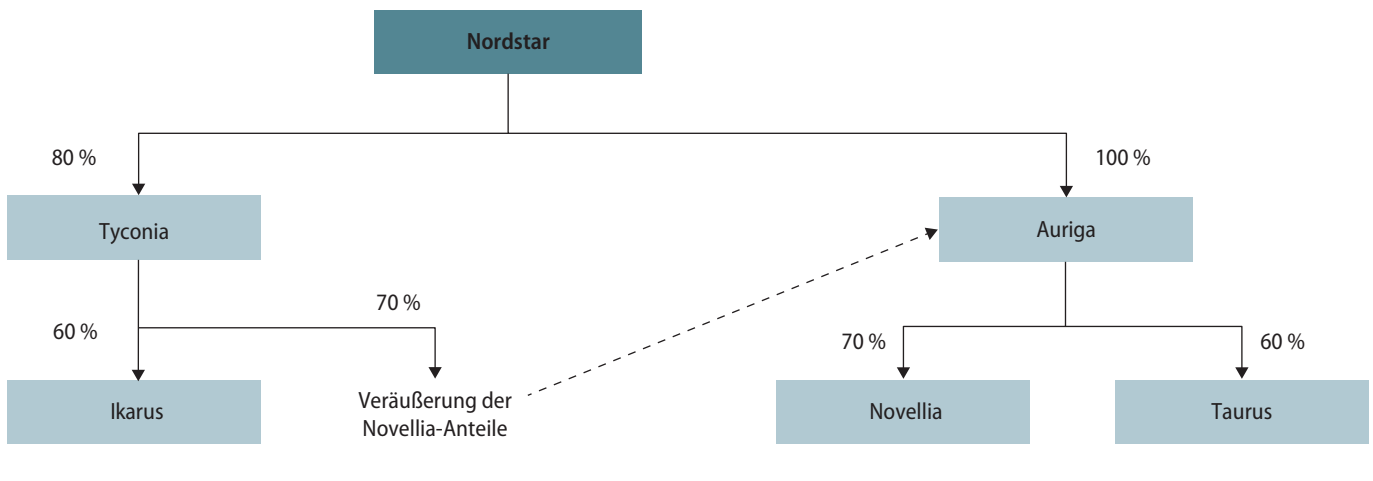 Nordstar
80 %
100 %
Tyconia
Auriga
70 %
60 %
70 %
60 %
Ikarus
Veräußerung der
Novellia-Anteile
Novellia
Taurus